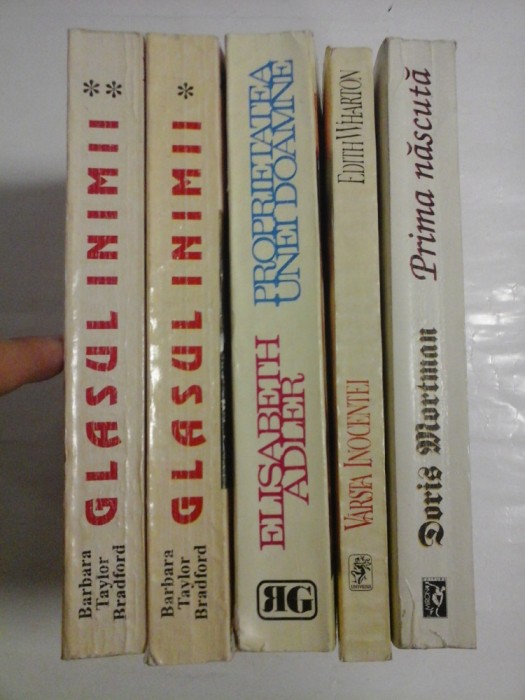 Barbara
Taylor
Bradford
GLASUL INIMII **
Barbara
Taylor
Bradford
GLASUL INIMII *
ELISABETH
ADLER
PROPRIETATEA
UNEI DOAMNE
RG
VÂRSTA INOCENTEI
EDITH WHARTON
Doris Mortman
Prima născută